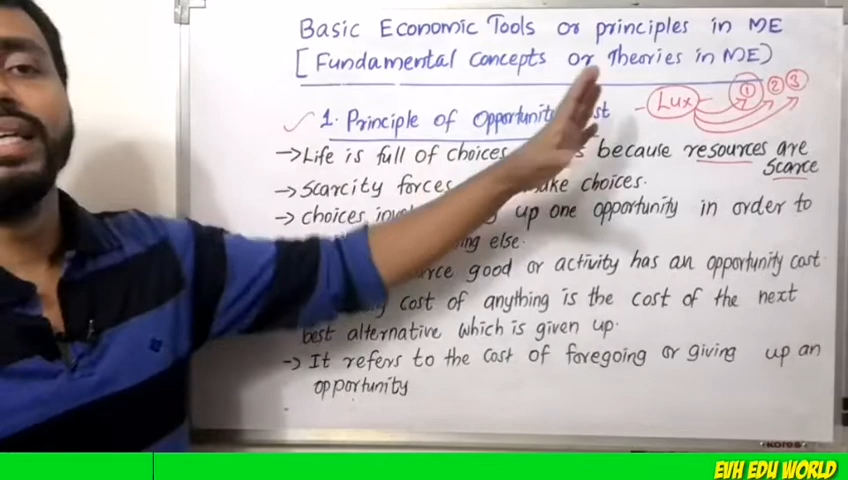 Basic Economic Tools or principles in ME
[Fundamental Concepts or Theories in ME)
1. Principle of Opportunity st
Lux 1 2 3
→ Life is full of choices because resources are
scarce
→ Scarcity forces make choices.
→ choices up one opportunity in order to
else.
good or activity has an opportunity cost.
cost of anything is the cost of the next
best alternative which is given up.
→ It refers to the cost of foregoing or giving up an
opportunity
KORES
EVH EDU WORLD